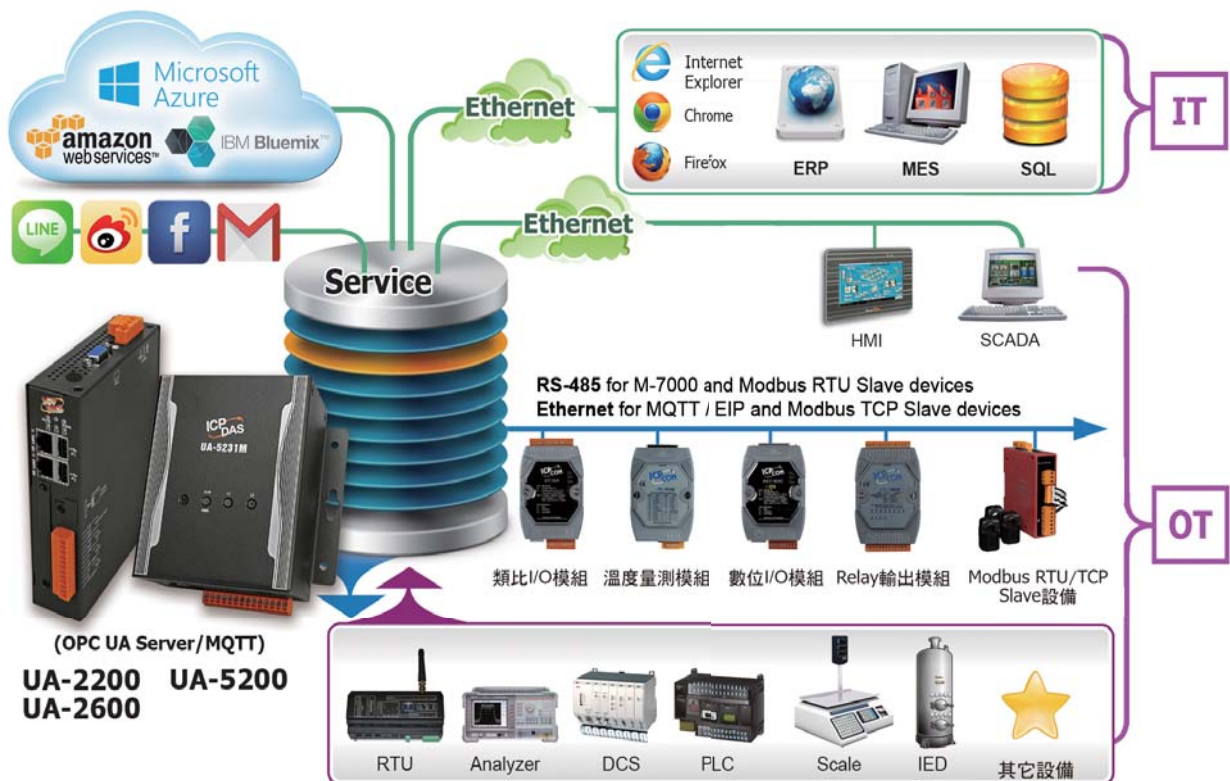 Microsoft
Azure
amazon
web services™
IBM Bluemix™
LINE
f
Ethernet
Internet
Explorer
Chrome
Firefox
ERP
MES
SQL
IT
Ethernet
HMI
SCADA
Service
RS-485 for M-7000 and Modbus RTU Slave devices
Ethernet for MQTT / EIP and Modbus TCP Slave devices
ICP
DAS
UA-5231M
類比I/O模組
溫度量測模組
數位I/O模組
Relay輸出模組
Modbus RTU/TCP
Slave設備
OT
(OPC UA Server/MQTT)
UA-2200
UA-5200
UA-2600
RTU
Analyzer
DCS
PLC
Scale
IED
其它設備